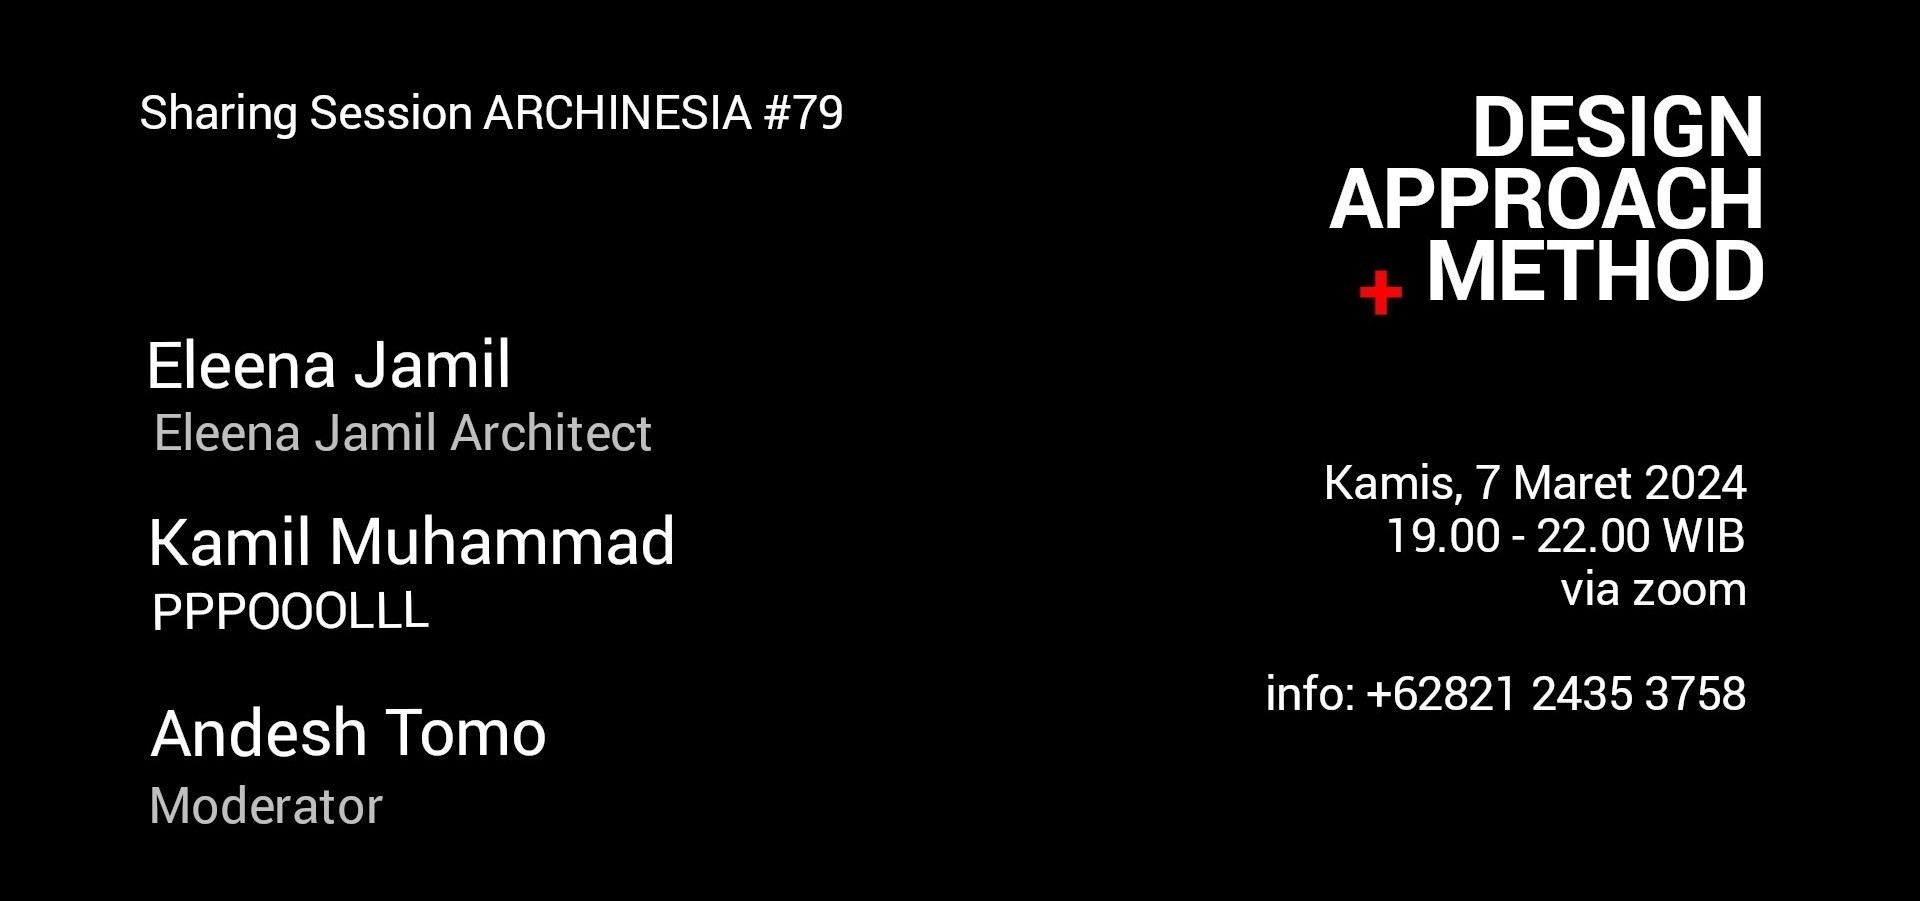 Sharing Session ARCHINESIA #79
DESIGN
APPROACH
+ METHOD
Eleena Jamil
Eleena Jamil Architect
Kamil Muhammad
PPPOOOLLL
Andesh Tomo
Moderator
Kamis, 7 Maret 2024
19.00 - 22.00 WIB
via zoom
info: +62821 2435 3758